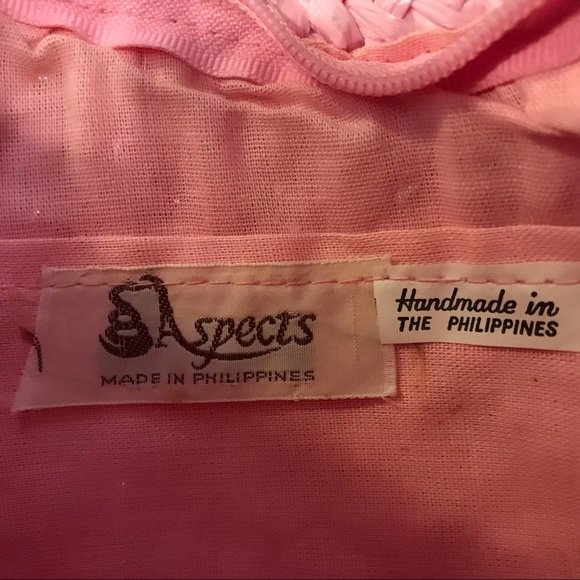 Aspects
MADE IN PHILIPPINES
Handmade in
THE PHILIPPINES